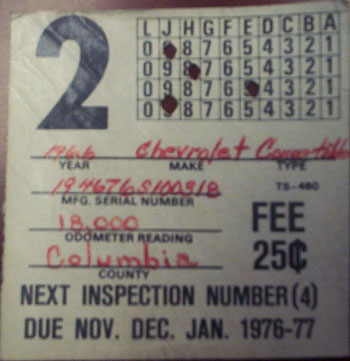 2
L J H G F E D C B A
0 9 8 7 6 5 4 3 2 1
0 9 8 7 6 5 4 3 2 1
0 9 8 7 6 5 4 3 2 1
0 9 8 7 6 5 4 3 2 1
1966 Chevrolet Convertible
YEAR MAKE TYPE
194676S100918 TS-480
MFG. SERIAL NUMBER
18,000 FEE
ODOMETER READING
Columbia 25¢
COUNTY
NEXT INSPECTION NUMBER (4)
DUE NOV. DEC. JAN. 1976-77